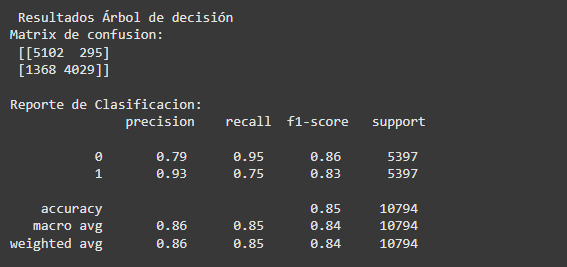 Resultados Árbol de decisión
Matrix de confusion:
[[5102 295]
[1368 4029]]
Reporte de Clasificacion:
precision recall f1-score support
0 0.79 0.95 0.86 5397
1 0.93 0.75 0.83 5397
accuracy 0.85 10794
macro avg 0.86 0.85 0.84 10794
weighted avg 0.86 0.85 0.84 10794